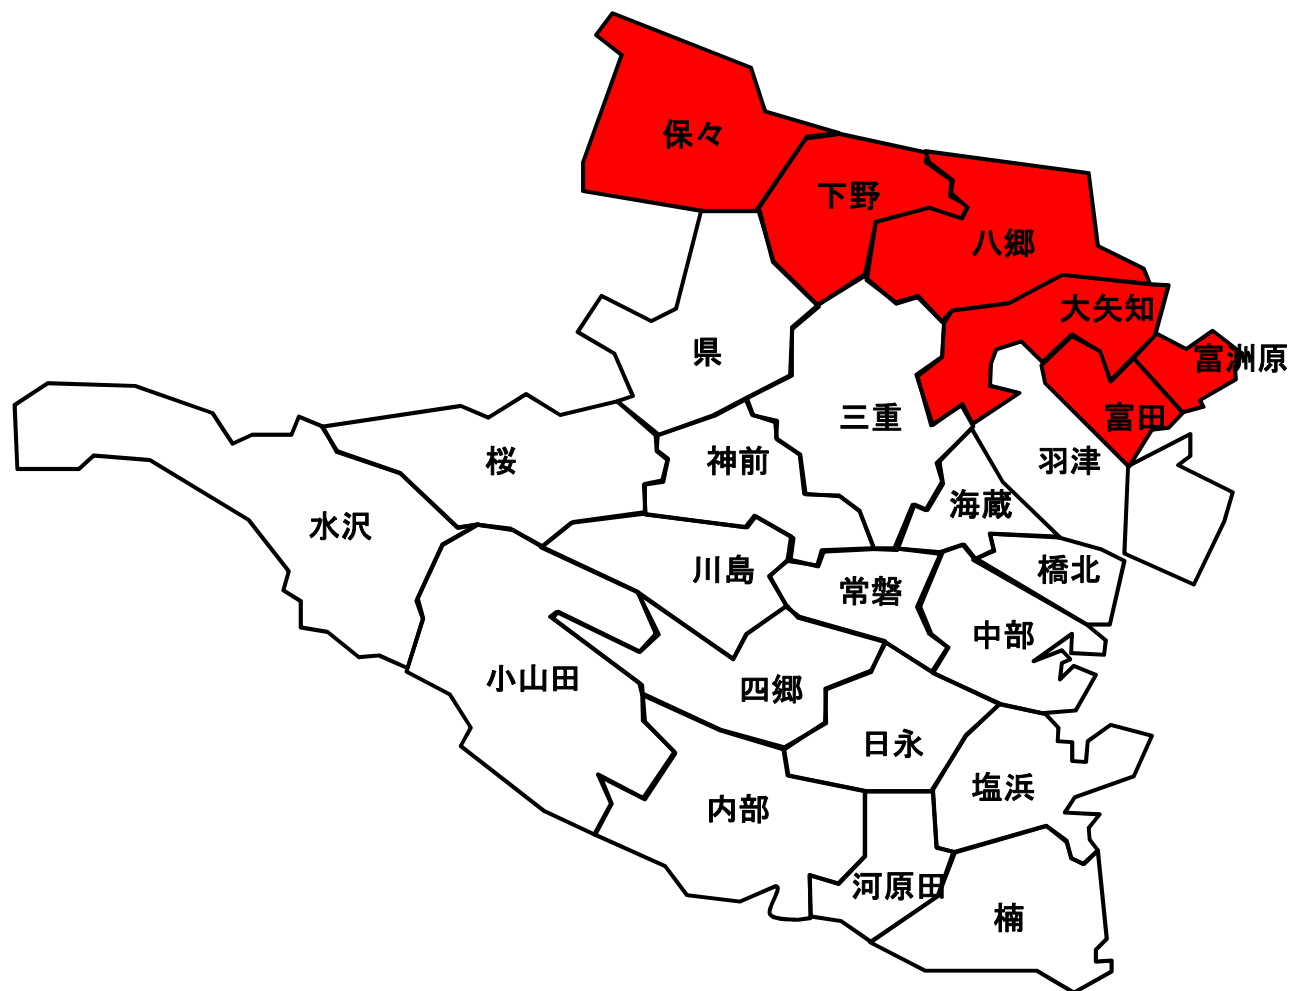 保々
下野
八郷
大矢知
富洲原
県
三重
富田
桜
神前
羽津
水沢
海蔵
川島
常磐
橋北
中部
小山田
四郷
日永
塩浜
内部
河原田
楠